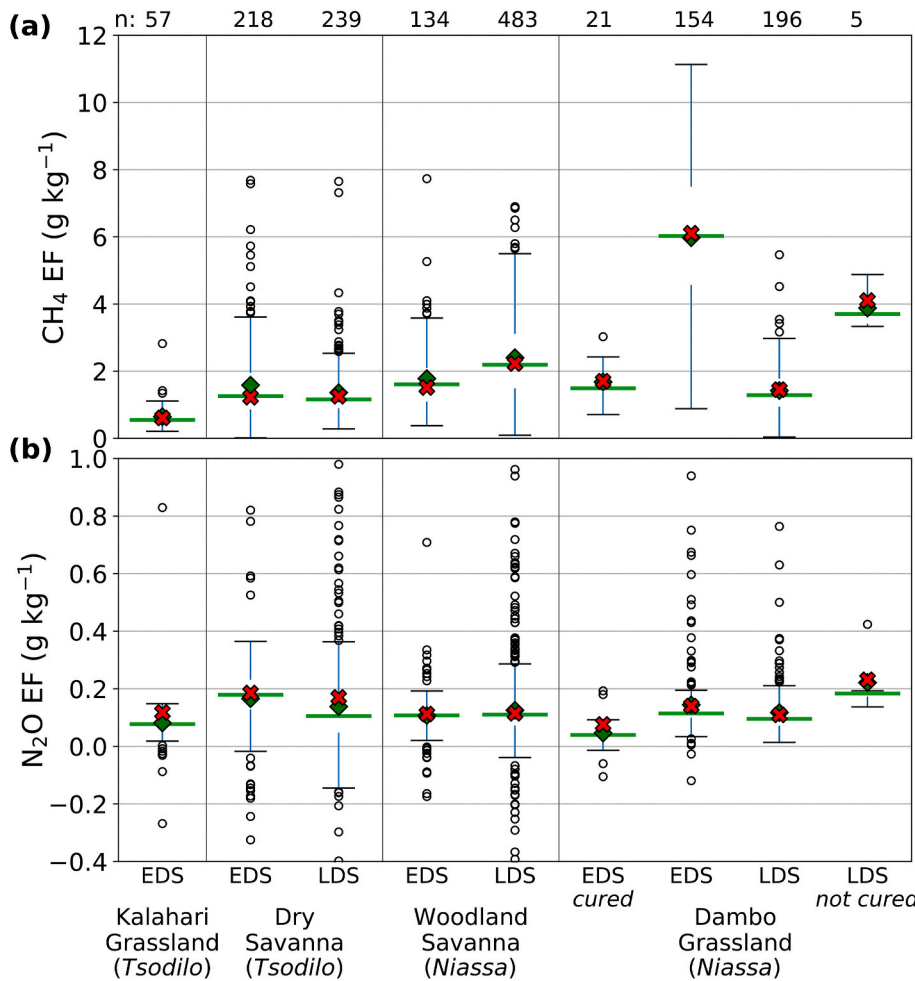 (a)
n: 57 218 239 134 483 21 154 196 5
12
10
8
6
4
2
0
CH₄ EF (g kg⁻¹)
(b)
1.0
0.8
0.6
0.4
0.2
0.0
−0.2
−0.4
N₂O EF (g kg⁻¹)
EDS EDS LDS EDS LDS EDS EDS LDS LDS
cured not cured
Kalahari Dry Woodland Dambo
Grassland Savanna Savanna Grassland
(Tsodilo) (Tsodilo) (Niassa) (Niassa)